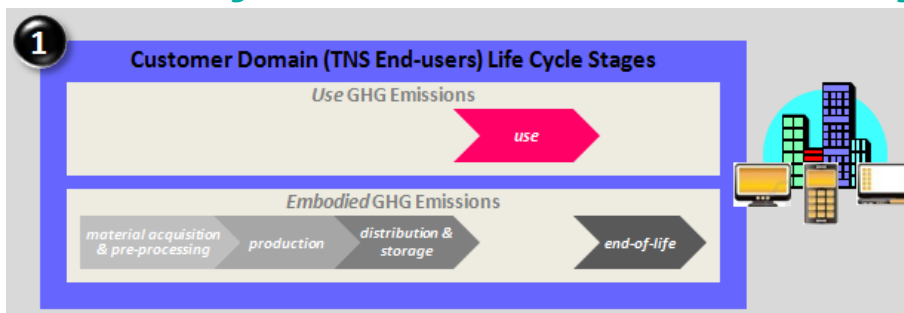 1
Customer Domain (TNS End-users) Life Cycle Stages
Use GHG Emissions
use
Embodied GHG Emissions
material acquisition
& pre-processing
production
distribution &
storage
end-of-life